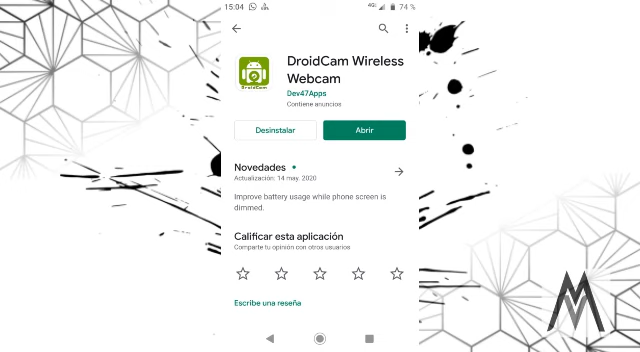 15:04 4G 74 %
DroidCam Wireless
Webcam
DroidCam
Dev47Apps
Contiene anuncios
Desinstalar Abrir
Novedades
Actualización: 14 may. 2020
Improve battery usage while phone screen is
dimmed.
Calificar esta aplicación
Comparte tu opinión con otros usuarios
Escribe una reseña